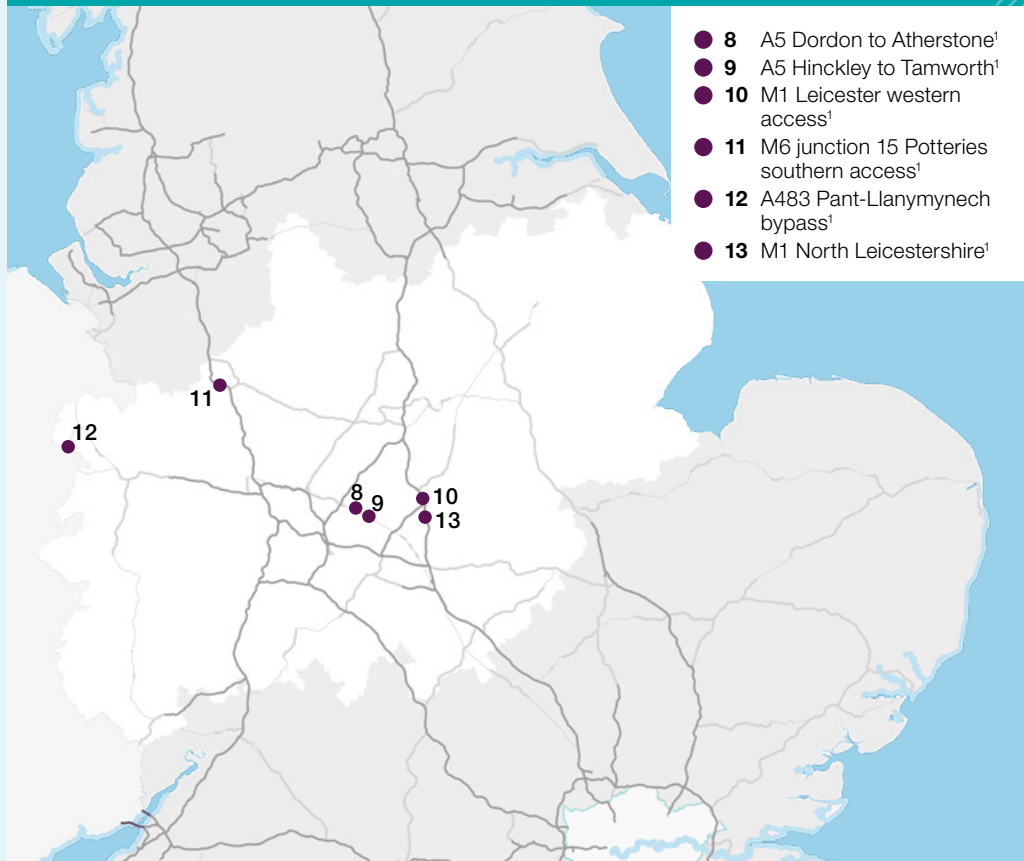 8 A5 Dordon to Atherstone¹
9 A5 Hinckley to Tamworth¹
10 M1 Leicester western
access¹
11 M6 junction 15 Potteries
southern access¹
12 A483 Pant-Llanymynech
bypass¹
13 M1 North Leicestershire¹
11
12
8
9
10
13